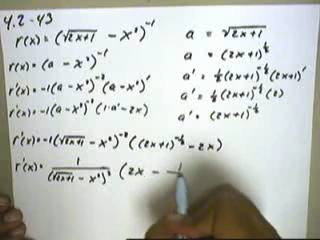 4.2-43
r(x) = (√2x+1 - x²)⁻¹
r(x) = (a - x²)⁻¹
r'(x) = -1(a - x²)⁻²(a - x²)'
r'(x) = -1(a - x²)⁻²(1·a' - 2x)
a = √2x+1
a = (2x+1)^½
a' = ½(2x+1)^-½(2x+1)'
a' = ½(2x+1)^-½(2)
a' = (2x+1)^-½
r'(x) = -1(√2x+1 - x²)⁻²((2x+1)^-½ - 2x)
r'(x) = 1/(√2x+1 - x²)² (2x - 1